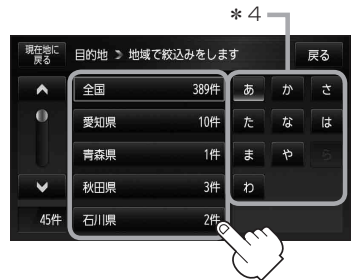 *4
現在地に
戻る
目的地 > 地域で絞込みをします
戻る
全国 389件
愛知県 10件
青森県 1件
秋田県 3件
石川県 2件
45件
あ か さ
た な は
ま や ら
わ